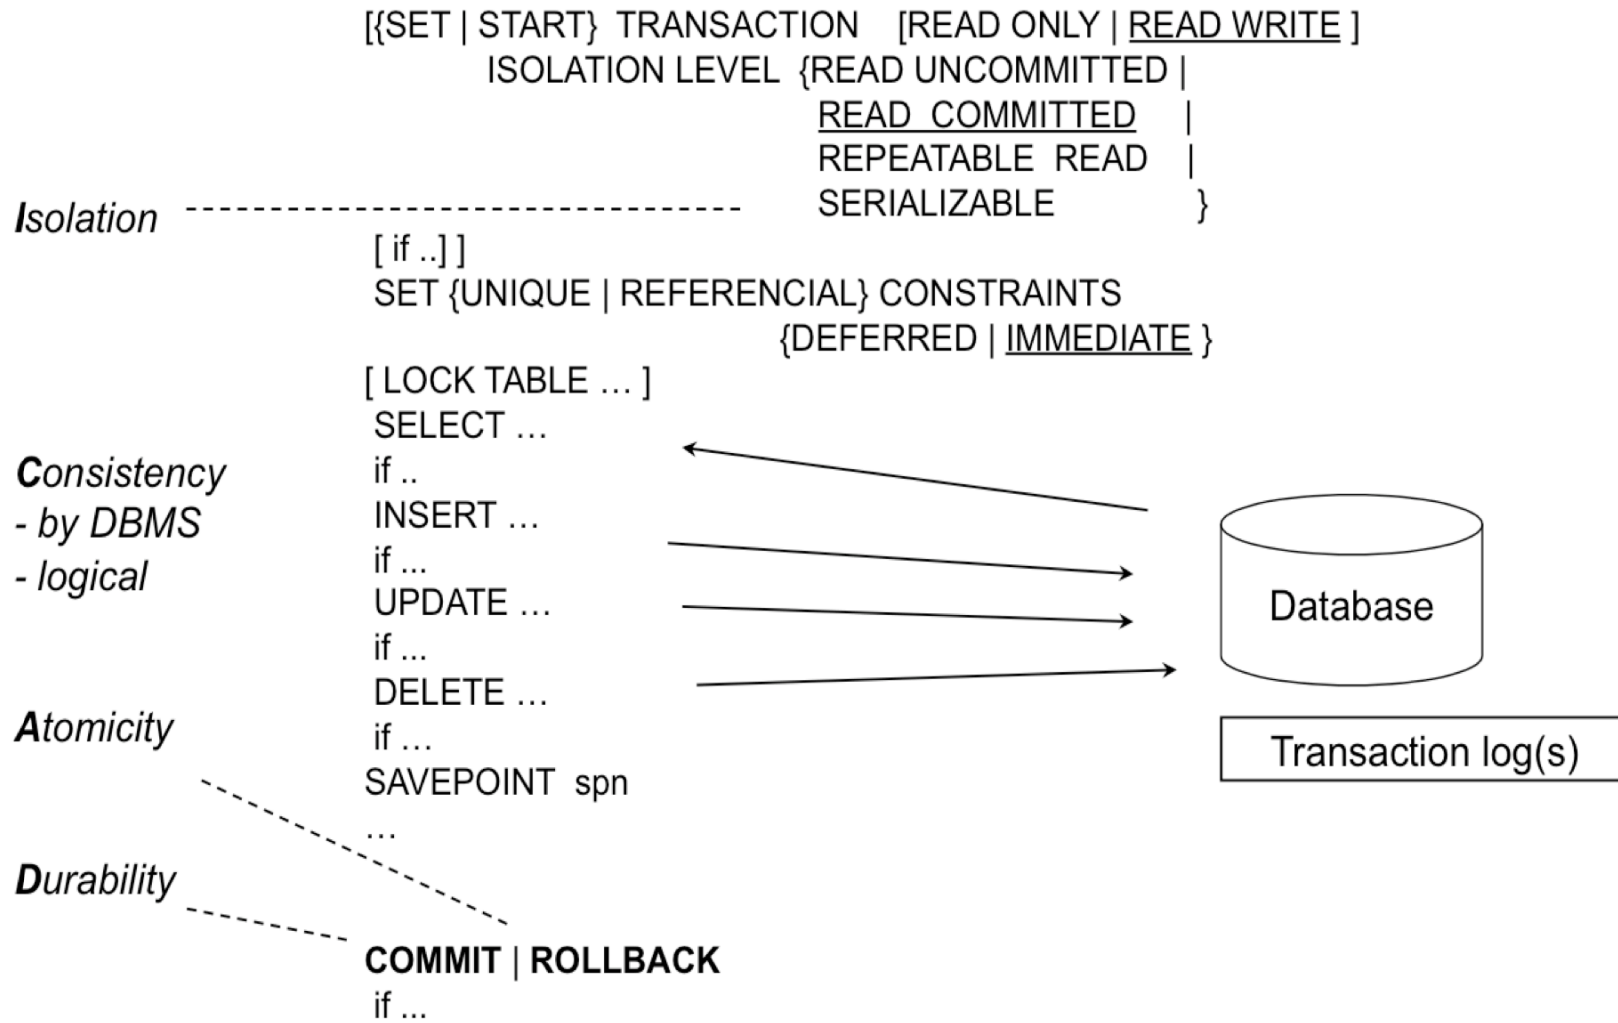 [{SET | START} TRANSACTION [READ ONLY | READ WRITE ]
ISOLATION LEVEL {READ UNCOMMITTED |
READ COMMITTED |
REPEATABLE READ |
Isolation
SERIALIZABLE }
[ if ..] ]
SET {UNIQUE | REFERENCIAL} CONSTRAINTS
{DEFERRED | IMMEDIATE }
[ LOCK TABLE … ]
SELECT …
Consistency
- by DBMS
- logical
if ..
INSERT …
if ...
UPDATE …
if ...
DELETE …
Database
Atomicity
if …
Transaction log(s)
SAVEPOINT spn
…
Durability
COMMIT | ROLLBACK
if ...